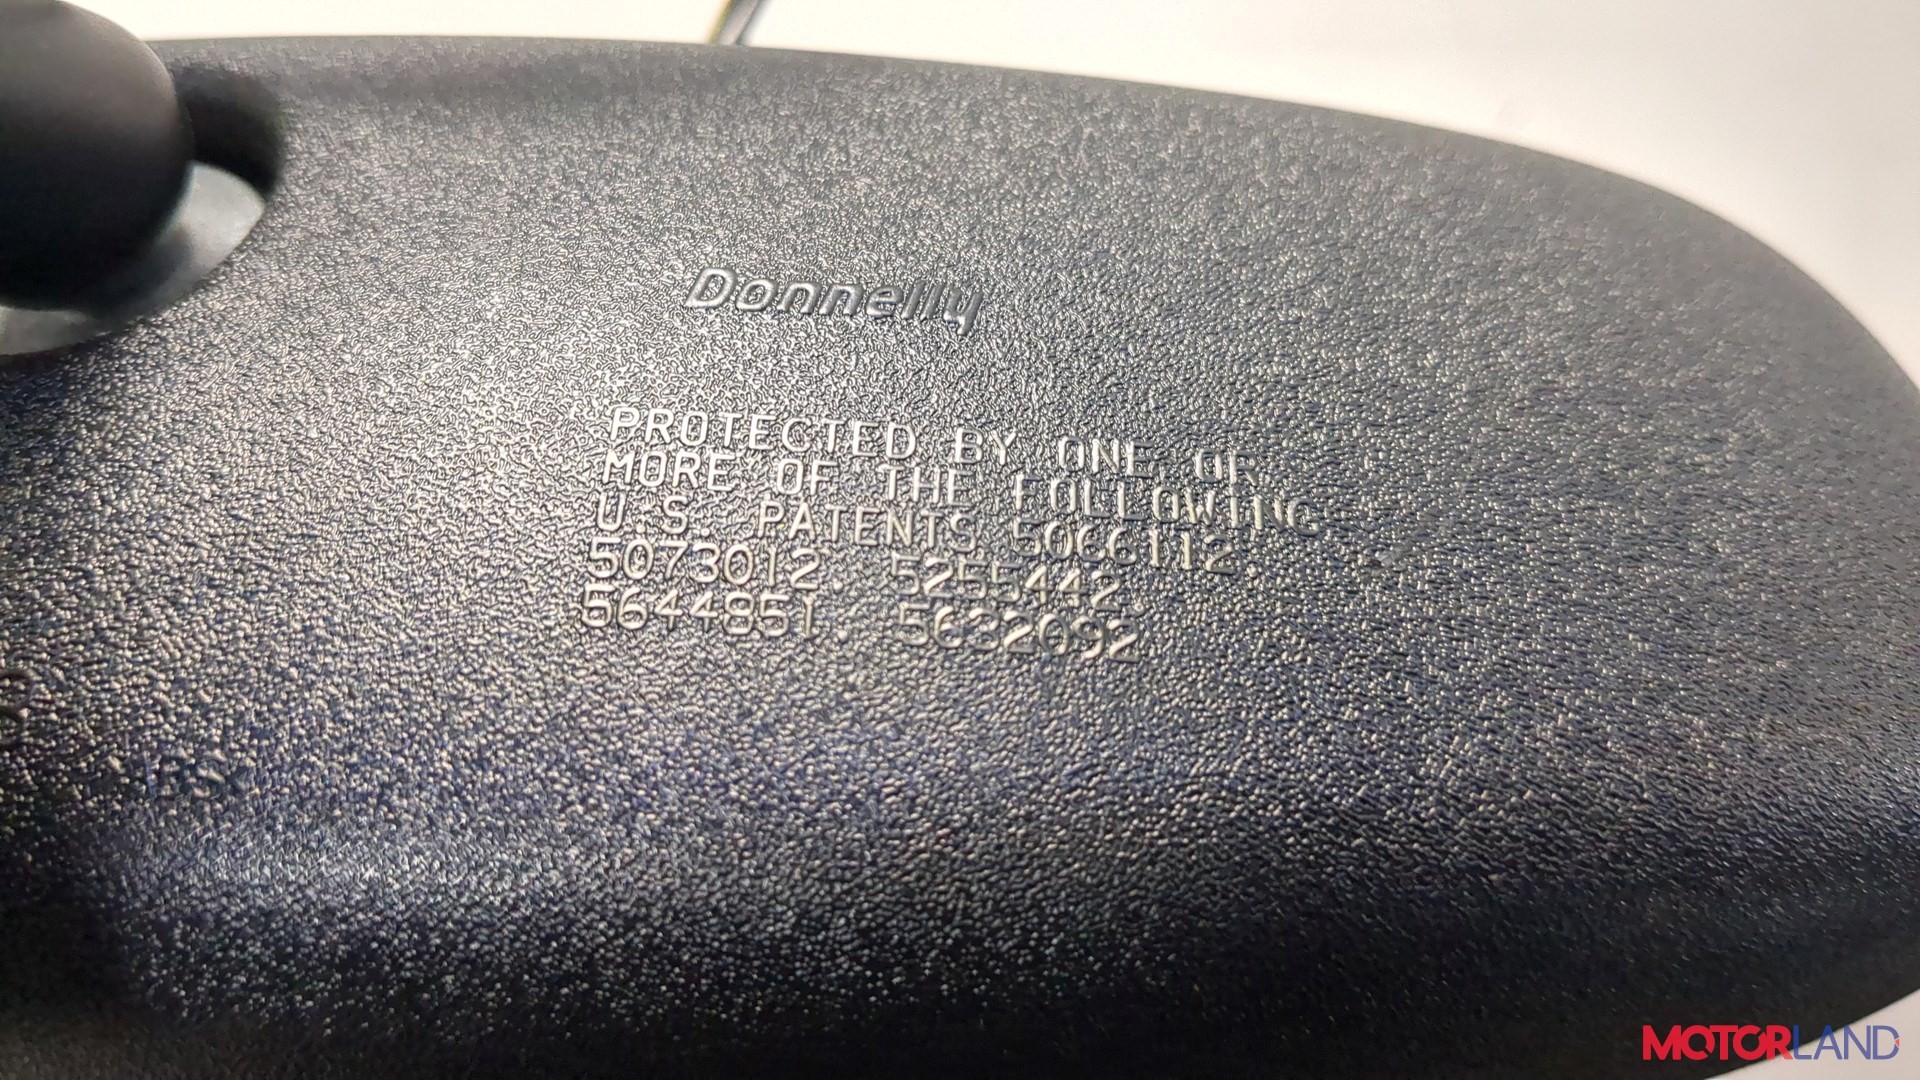 Donnelly
PROTECTED BY ONE OR
MORE OF THE FOLLOWING
U.S. PATENTS 5066112.
5073012. 5255442.
5644851. 5632092
MOTORLAND